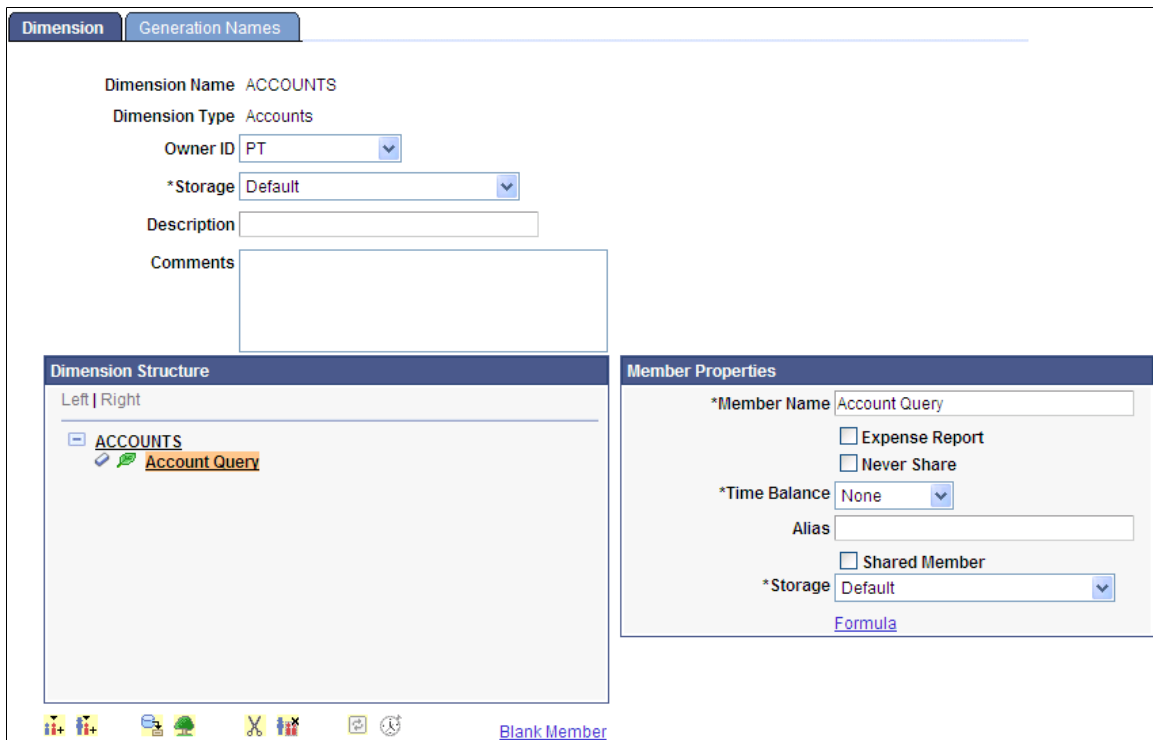 Dimension Generation Names
Dimension Name ACCOUNTS
Dimension Type Accounts
Owner ID PT
*Storage Default
Description
Comments
Dimension Structure
Left | Right
ACCOUNTS
Account Query
Member Properties
*Member Name Account Query
Expense Report
Never Share
*Time Balance None
Alias
Shared Member
*Storage Default
Formula
Blank Member